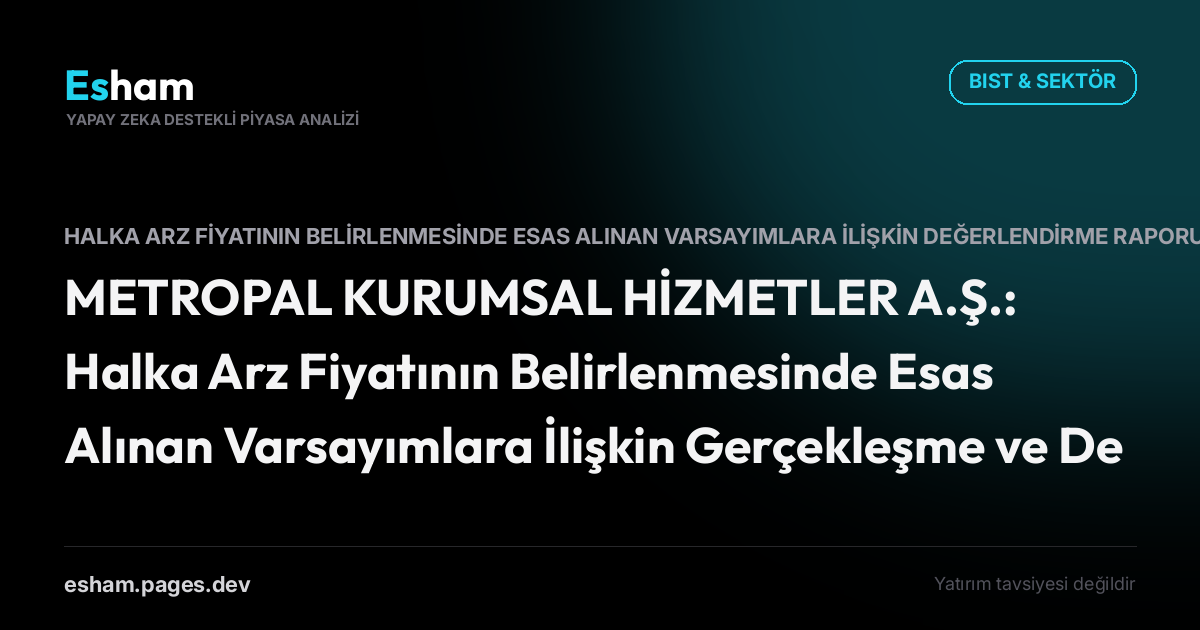 Esham
BIST & SEKTÖR
YAPAY ZEKA DESTEKLİ PİYASA ANALİZİ
HALKA ARZ FİYATININ BELİRLENMESİNDE ESAS ALINAN VARSAYIMLARA İLİŞKİN DEĞERLENDİRME RAPORU
METROPAL KURUMSAL HİZMETLER A.Ş.:
Halka Arz Fiyatının Belirlenmesinde Esas
Alınan Varsayımlara İlişkin Gerçekleşme ve De
esham.pages.dev
Yatırım tavsiyesi değildir